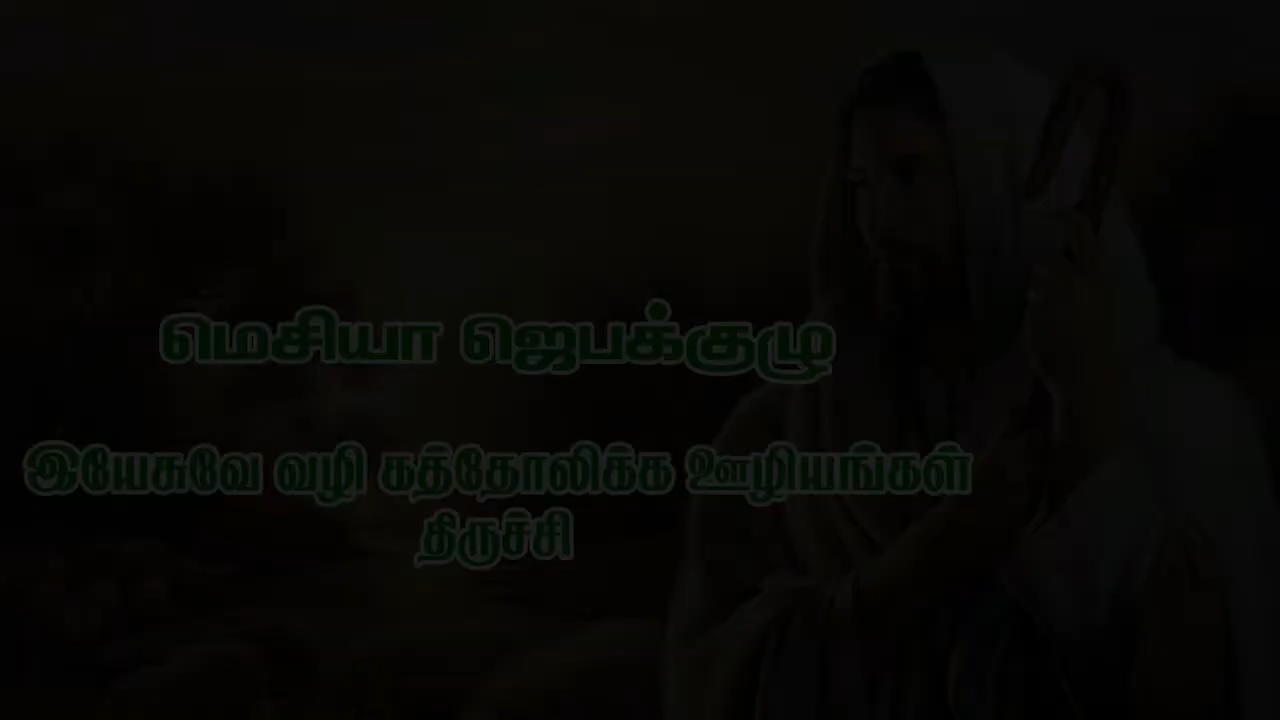 மெசியா ஜெபக்குழு
இயேசுவே வழி கத்தோலிக்க ஊழியங்கள்
திருச்சி